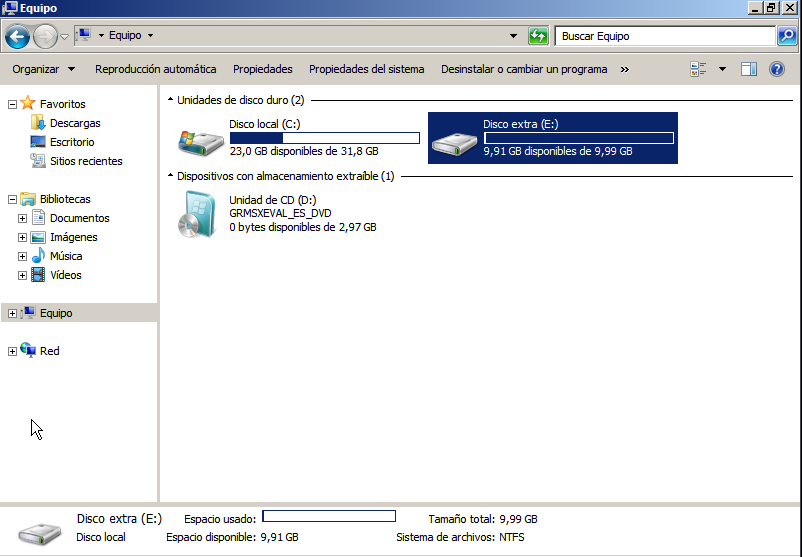 Equipo
Equipo
Buscar Equipo
Organizar Reproducción automática Propiedades Propiedades del sistema Desinstalar o cambiar un programa »
Favoritos
Descargas
Escritorio
Sitios recientes
Bibliotecas
Documentos
Imágenes
Música
Vídeos
Equipo
Red
Unidades de disco duro (2)
Disco local (C:)
23,0 GB disponibles de 31,8 GB
Disco extra (E:)
9,91 GB disponibles de 9,99 GB
Dispositivos con almacenamiento extraíble (1)
Unidad de CD (D:)
GRMSXEVAL_ES_DVD
0 bytes disponibles de 2,97 GB
Disco extra (E:) Espacio usado: Tamaño total: 9,99 GB
Disco local Espacio disponible: 9,91 GB Sistema de archivos: NTFS